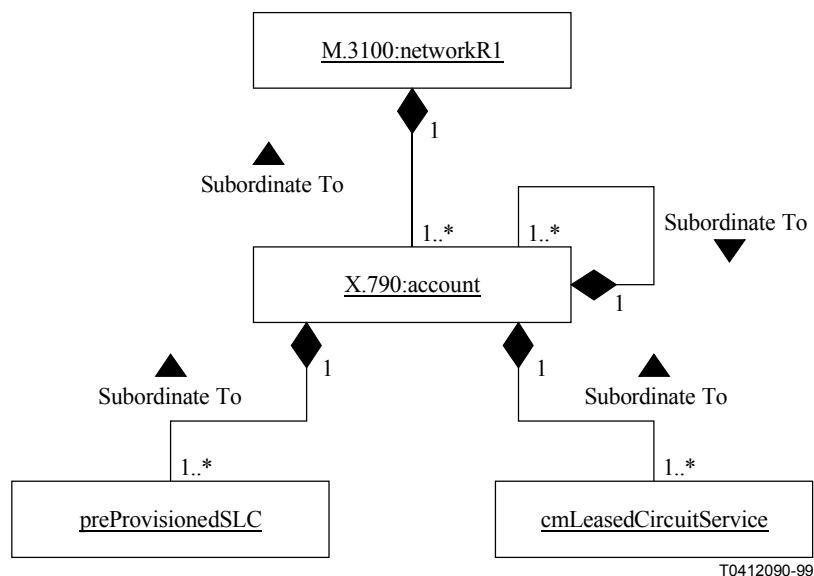 M.3100:networkR1
1
Subordinate To
1..*
1..*
Subordinate To
X.790:account
1
1
1
Subordinate To
Subordinate To
1..*
1..*
preProvisionedSLC
cmLeasedCircuitService
T0412090-99